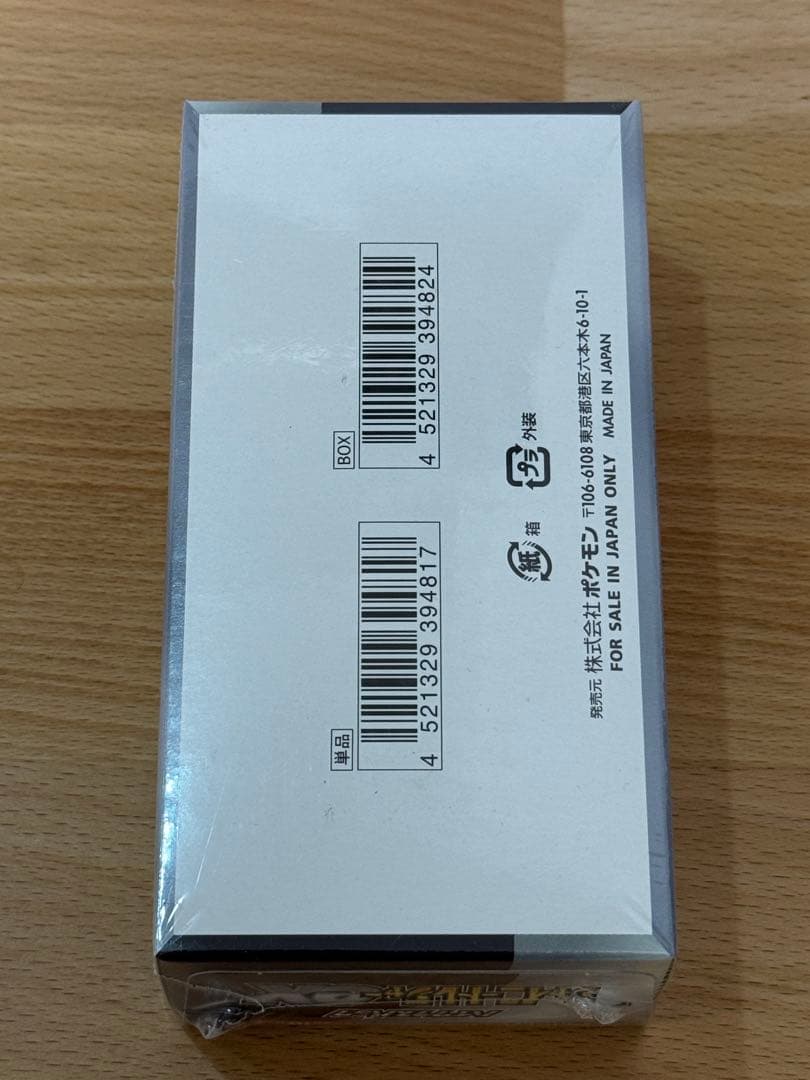 BOX
4 521329 394824
単品
4 521329 394817
プラ 外装
紙 箱
発売元 株式会社 ポケモン 〒106-6108 東京都港区六本木6-10-1
FOR SALE IN JAPAN ONLY MADE IN JAPAN